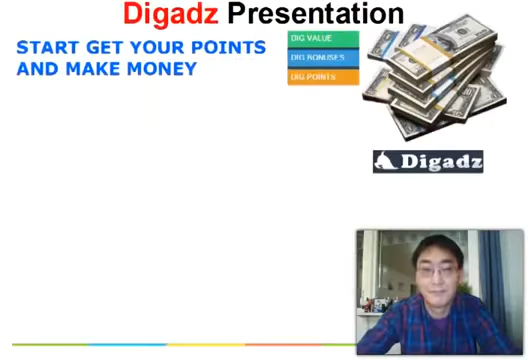 Digadz Presentation
START GET YOUR POINTS
AND MAKE MONEY
DIG VALUE
DIG BONUSES
DIG POINTS
Digadz